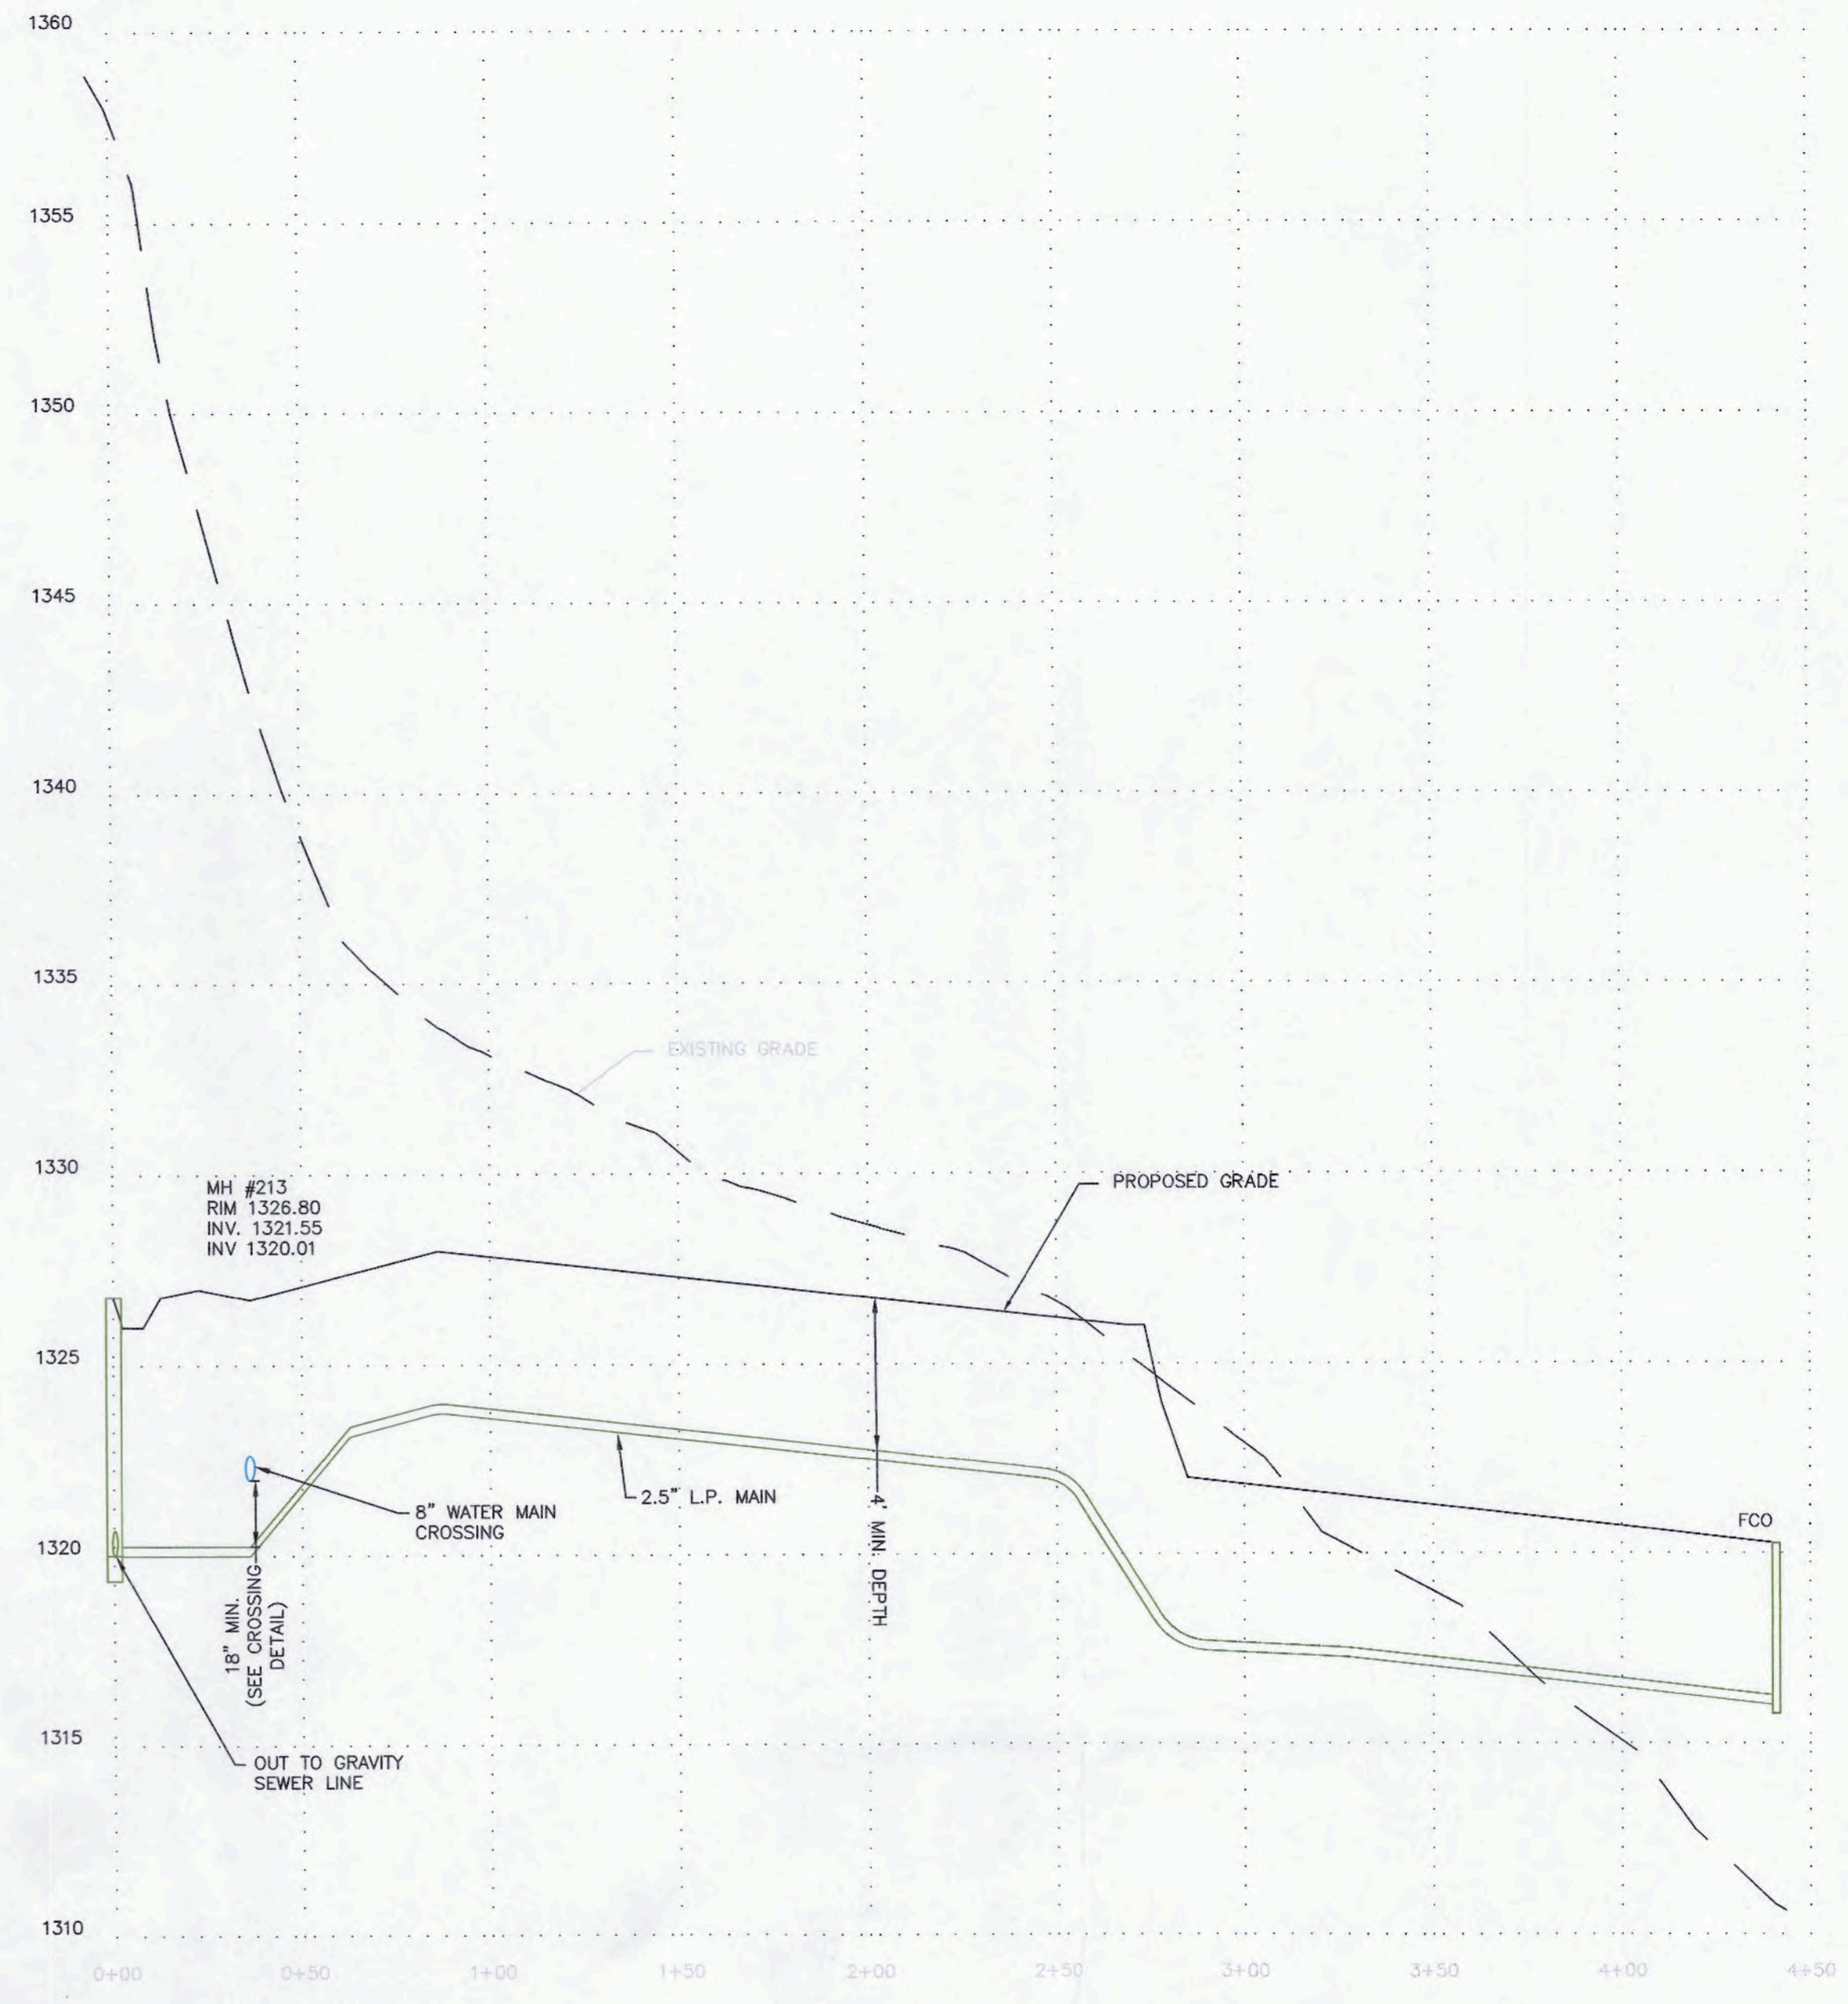 1360
1355
1350
1345
1340
1335
EXISTING GRADE
1330
MH #213
RIM 1326.80
INV. 1321.55
INV 1320.01
PROPOSED GRADE
1325
2.5" L.P. MAIN
8" WATER MAIN
CROSSING
4' MIN. DEPTH
FCO
1320
18" MIN.
(SEE CROSSING
DETAIL)
1315
OUT TO GRAVITY
SEWER LINE
1310
0+00 0+50 1+00 1+50 2+00 2+50 3+00 3+50 4+00 4+50